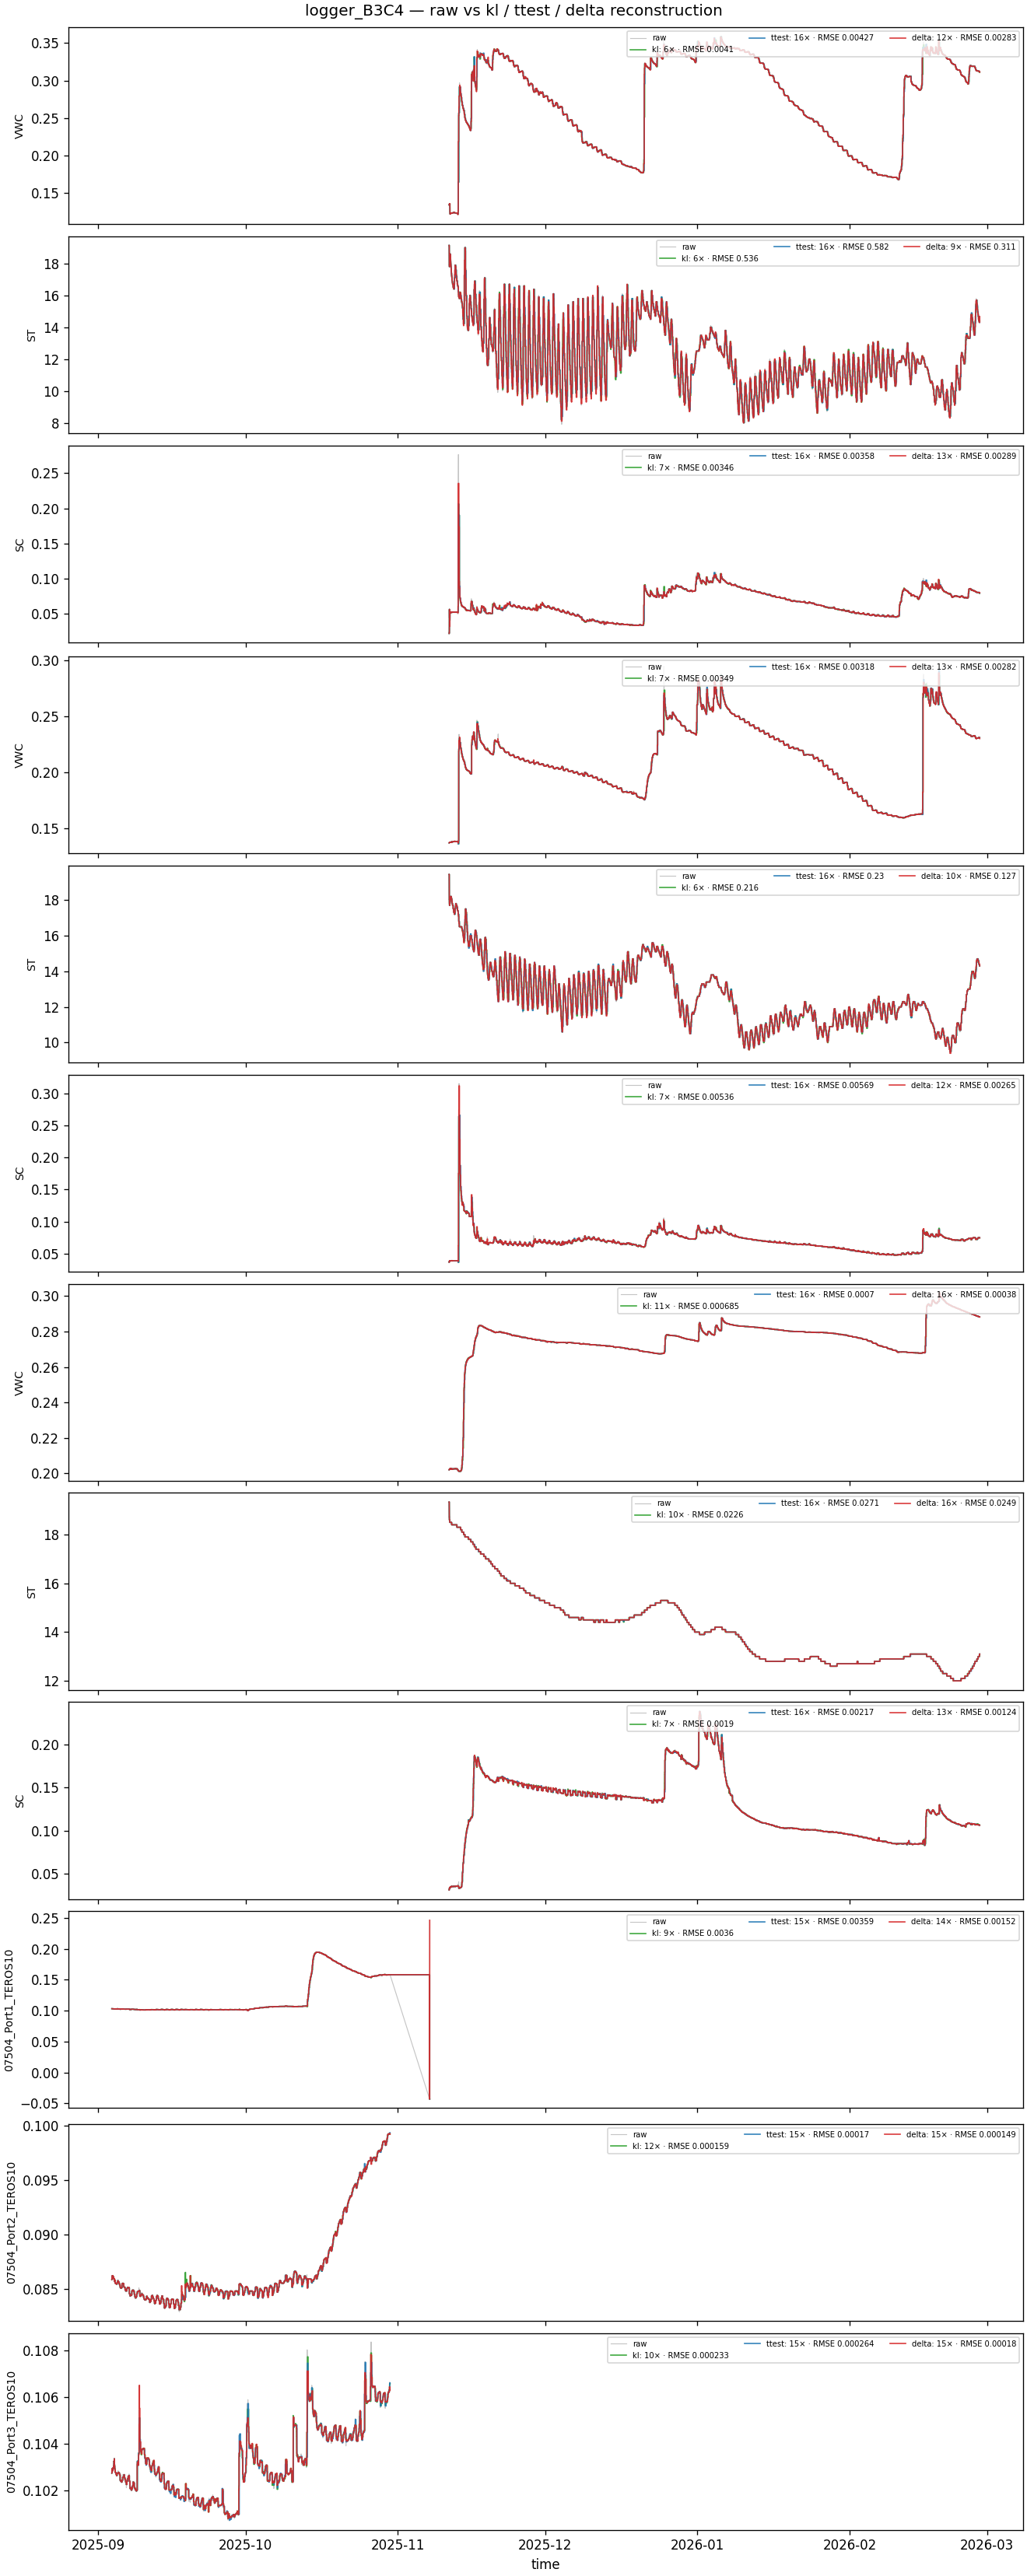 logger_B3C4 — raw vs kl / ttest / delta reconstruction
raw ttest: 16× · RMSE 0.00427 delta: 12× · RMSE 0.00283
kl: 6× · RMSE 0.0041
0.35
0.30
0.25
0.20
0.15
VWC
raw ttest: 16× · RMSE 0.582 delta: 9× · RMSE 0.311
kl: 6× · RMSE 0.536
18
16
14
12
10
8
ST
raw ttest: 16× · RMSE 0.00358 delta: 13× · RMSE 0.00289
kl: 7× · RMSE 0.00346
0.25
0.20
0.15
0.10
0.05
SC
raw ttest: 16× · RMSE 0.00318 delta: 13× · RMSE 0.00282
kl: 7× · RMSE 0.00349
0.30
0.25
0.20
0.15
VWC
raw ttest: 16× · RMSE 0.23 delta: 10× · RMSE 0.127
kl: 6× · RMSE 0.216
18
16
14
12
10
ST
raw ttest: 16× · RMSE 0.00569 delta: 12× · RMSE 0.00265
kl: 7× · RMSE 0.00536
0.30
0.25
0.20
0.15
0.10
0.05
SC
raw ttest: 16× · RMSE 0.0007 delta: 16× · RMSE 0.00038
kl: 11× · RMSE 0.000685
0.30
0.28
0.26
0.24
0.22
0.20
VWC
raw ttest: 16× · RMSE 0.0271 delta: 16× · RMSE 0.0249
kl: 10× · RMSE 0.0226
18
16
14
12
ST
raw ttest: 16× · RMSE 0.00217 delta: 13× · RMSE 0.00124
kl: 7× · RMSE 0.0019
0.20
0.15
0.10
0.05
SC
raw ttest: 15× · RMSE 0.00359 delta: 14× · RMSE 0.00152
kl: 9× · RMSE 0.0036
0.25
0.20
0.15
0.10
0.05
0.00
−0.05
07504_Port1_TEROS10
raw ttest: 15× · RMSE 0.00017 delta: 15× · RMSE 0.000149
kl: 12× · RMSE 0.000159
0.100
0.095
0.090
0.085
07504_Port2_TEROS10
raw ttest: 15× · RMSE 0.000264 delta: 15× · RMSE 0.00018
kl: 10× · RMSE 0.000233
0.108
0.106
0.104
0.102
07504_Port3_TEROS10
2025-09 2025-10 2025-11 2025-12 2026-01 2026-02 2026-03
time